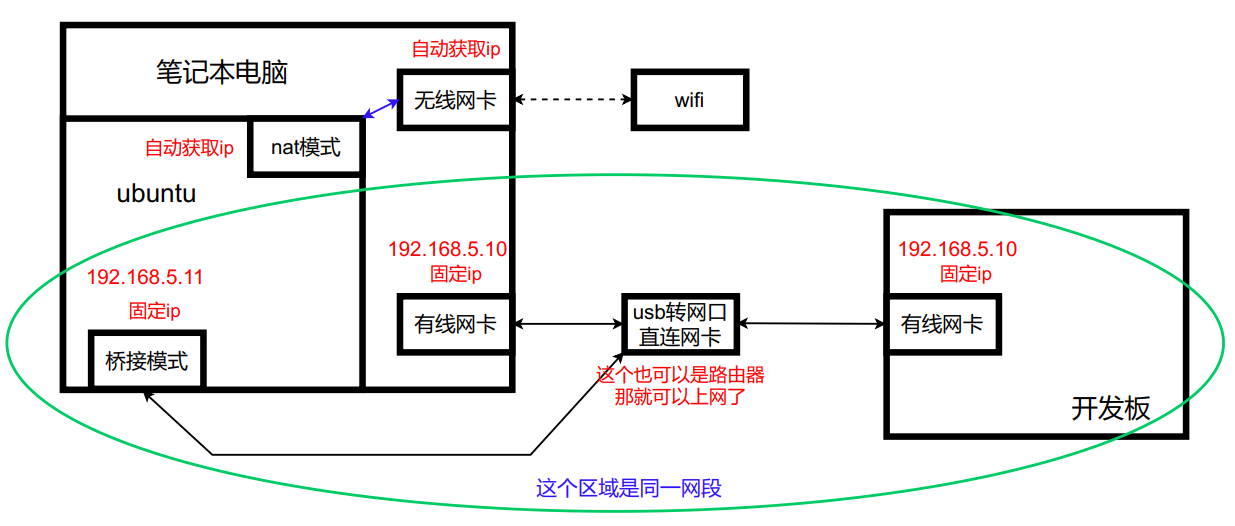 自动获取ip
笔记本电脑
无线网卡
wifi
自动获取ip
nat模式
ubuntu
192.168.5.10
固定ip
192.168.5.10
固定ip
192.168.5.11
固定ip
有线网卡
usb转网口
直连网卡
有线网卡
桥接模式
这个也可以是路由器
那就可以上网了
开发板
这个区域是同一网段